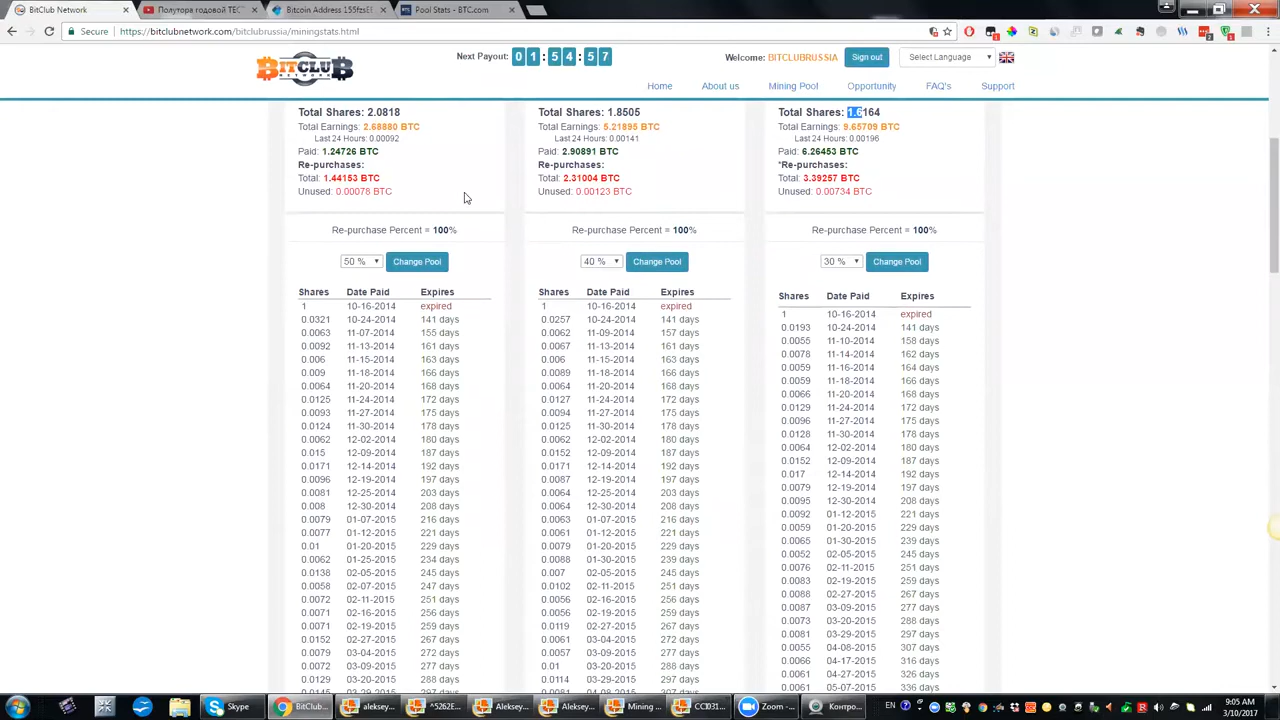 BitClub Network
Полутора годовой ТЕС
Bitcoin Address 155fzsEE
Pool Stats - BTC.com
Secure
https://bitclubnetwork.com/bitclubrussia/miningstats.html
BITCLUB
NETWORK
Next Payout: 0 1 : 5 4 : 5 7
Welcome: BITCLUBRUSSIA
Sign out
Select Language
Home
About us
Mining Pool
Opportunity
FAQ's
Support
Total Shares: 2.0818
Total Earnings: 2.68880 BTC
Last 24 Hours: 0.00092
Paid: 1.24726 BTC
Re-purchases:
Total: 1.44153 BTC
Unused: 0.00078 BTC
Re-purchase Percent = 100%
50 %
Change Pool
Shares Date Paid Expires
1 10-16-2014 expired
0.0321 10-24-2014 141 days
0.0063 11-07-2014 155 days
0.0092 11-13-2014 161 days
0.006 11-15-2014 163 days
0.009 11-18-2014 166 days
0.0064 11-20-2014 168 days
0.0125 11-24-2014 172 days
0.0093 11-27-2014 175 days
0.0124 11-30-2014 178 days
0.0062 12-02-2014 180 days
0.015 12-09-2014 187 days
0.0171 12-14-2014 192 days
0.0096 12-19-2014 197 days
0.0081 12-25-2014 203 days
0.008 12-30-2014 208 days
0.0079 01-07-2015 216 days
0.0077 01-12-2015 221 days
0.01 01-20-2015 229 days
0.0062 01-25-2015 234 days
0.0138 02-05-2015 245 days
0.0058 02-07-2015 247 days
0.0072 02-11-2015 251 days
0.0071 02-16-2015 256 days
0.0071 02-19-2015 259 days
0.0152 02-27-2015 267 days
0.0079 03-04-2015 272 days
0.0072 03-09-2015 277 days
0.0129 03-20-2015 288 days
0.0145 03-29-2015 297 days
Total Shares: 1.8505
Total Earnings: 5.21895 BTC
Last 24 Hours: 0.00141
Paid: 2.90891 BTC
Re-purchases:
Total: 2.31004 BTC
Unused: 0.00123 BTC
Re-purchase Percent = 100%
40 %
Change Pool
Shares Date Paid Expires
1 10-16-2014 expired
0.0257 10-24-2014 141 days
0.0062 11-09-2014 157 days
0.0067 11-13-2014 161 days
0.006 11-15-2014 163 days
0.0089 11-18-2014 166 days
0.0064 11-20-2014 168 days
0.0127 11-24-2014 172 days
0.0094 11-27-2014 175 days
0.0125 11-30-2014 178 days
0.0062 12-02-2014 180 days
0.0152 12-09-2014 187 days
0.0171 12-14-2014 192 days
0.0087 12-19-2014 197 days
0.0064 12-25-2014 203 days
0.0064 12-30-2014 208 days
0.0063 01-07-2015 216 days
0.0061 01-12-2015 221 days
0.0079 01-20-2015 229 days
0.0088 01-30-2015 239 days
0.007 02-05-2015 245 days
0.0102 02-11-2015 251 days
0.0056 02-16-2015 256 days
0.0056 02-19-2015 259 days
0.0119 02-27-2015 267 days
0.0061 03-04-2015 272 days
0.0057 03-09-2015 277 days
0.01 03-20-2015 288 days
0.0114 03-29-2015 297 days
0.0081 04-08-2015 307 days
Total Shares: 1.6164
Total Earnings: 9.65709 BTC
Last 24 Hours: 0.00196
Paid: 6.26453 BTC
*Re-purchases:
Total: 3.39257 BTC
Unused: 0.00734 BTC
Re-purchase Percent = 100%
30 %
Change Pool
Shares Date Paid Expires
1 10-16-2014 expired
0.0193 10-24-2014 141 days
0.0055 11-10-2014 158 days
0.0078 11-14-2014 162 days
0.0059 11-16-2014 164 days
0.0059 11-18-2014 166 days
0.0066 11-20-2014 168 days
0.0129 11-24-2014 172 days
0.0096 11-27-2014 175 days
0.0128 11-30-2014 178 days
0.0064 12-02-2014 180 days
0.0152 12-09-2014 187 days
0.017 12-14-2014 192 days
0.0079 12-19-2014 197 days
0.0095 12-30-2014 208 days
0.0092 01-12-2015 221 days
0.0059 01-20-2015 229 days
0.0065 01-30-2015 239 days
0.0052 02-05-2015 245 days
0.0076 02-11-2015 251 days
0.0083 02-19-2015 259 days
0.0088 02-27-2015 267 days
0.0087 03-09-2015 277 days
0.0073 03-20-2015 288 days
0.0081 03-29-2015 297 days
0.0055 04-08-2015 307 days
0.0066 04-17-2015 316 days
0.0061 04-27-2015 326 days
0.0061 05-07-2015 336 days
Skype
BitClub...
aleksey...
^5262E...
Aleksey...
Aleksey...
Mining ...
CCI031...
Zoom - ...
Контро...
EN
9:05 AM
3/10/2017